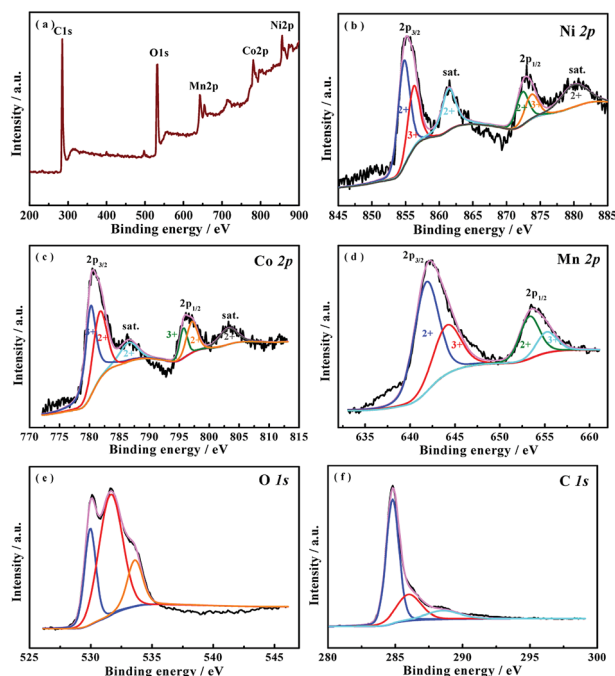 ( a )
C1s
O1s
Mn2p
Co2p
Ni2p
Intensity / a.u.
200 300 400 500 600 700 800 900
Binding energy / eV
( b )
Ni 2p
2p3/2
sat.
2p1/2
sat.
2+
3+
2+
2+
3+
2+
Intensity / a.u.
845 850 855 860 865 870 875 880 885
Binding energy / eV
( c )
Co 2p
2p3/2
sat.
2p1/2
sat.
3+
2+
2+
3+
2+
2+
Intensity / a.u.
770 775 780 785 790 795 800 805 810 815
Binding energy / eV
( d )
Mn 2p
2p3/2
2p1/2
2+
3+
2+
3+
Intensity / a.u.
635 640 645 650 655 660
Binding energy / eV
( e )
O 1s
Intensity / a.u.
525 530 535 540 545
Binding energy / eV
( f )
C 1s
Intensity / a.u.
280 285 290 295 300
Binding energy / eV